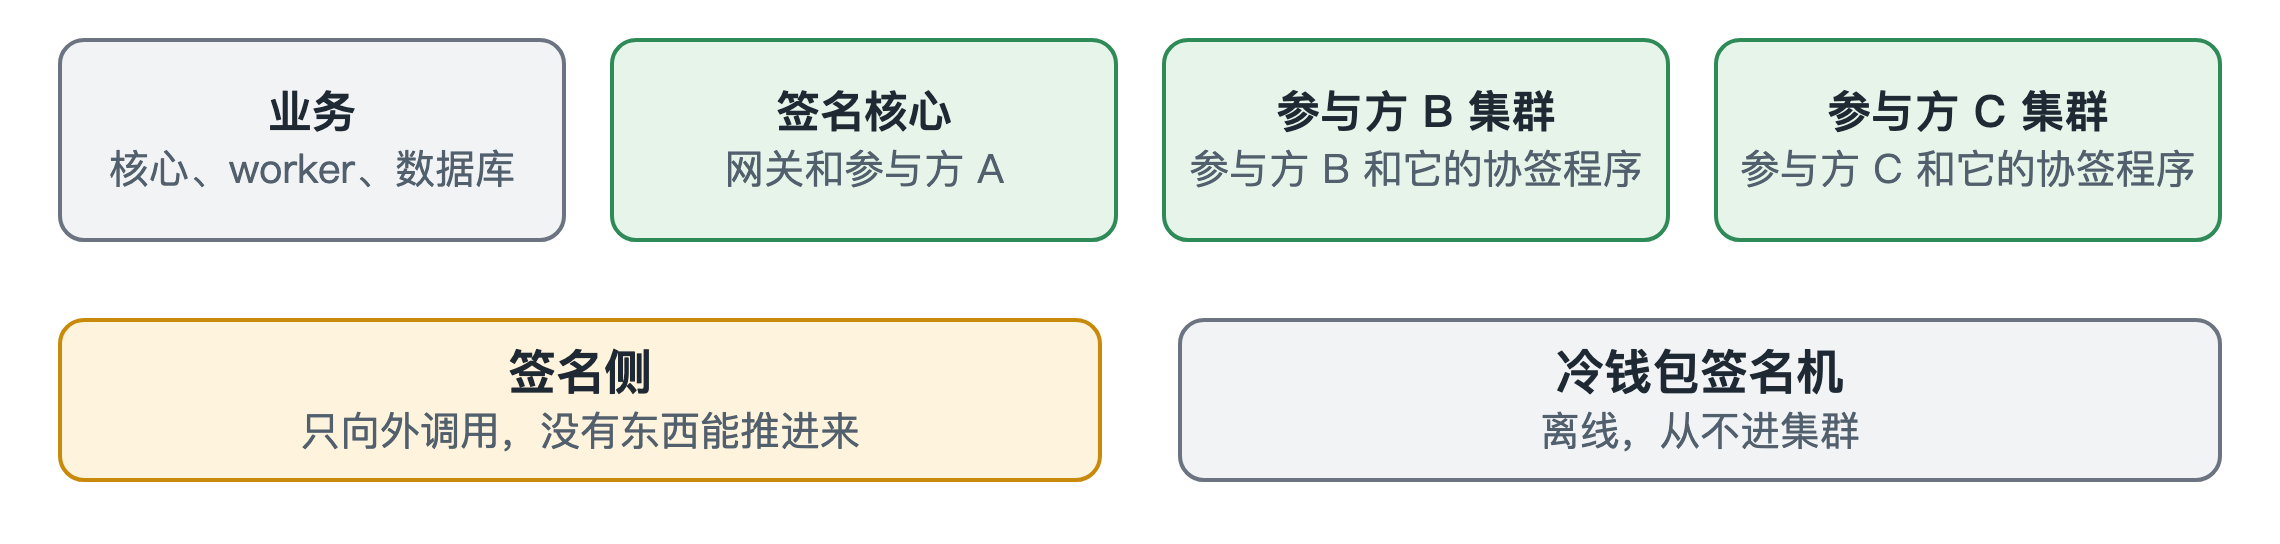 业务
核心、worker、数据库
签名核心
网关和参与方 A
参与方 B 集群
参与方 B 和它的协签程序
参与方 C 集群
参与方 C 和它的协签程序
签名侧
只向外调用，没有东西能推进来
冷钱包签名机
离线，从不进集群